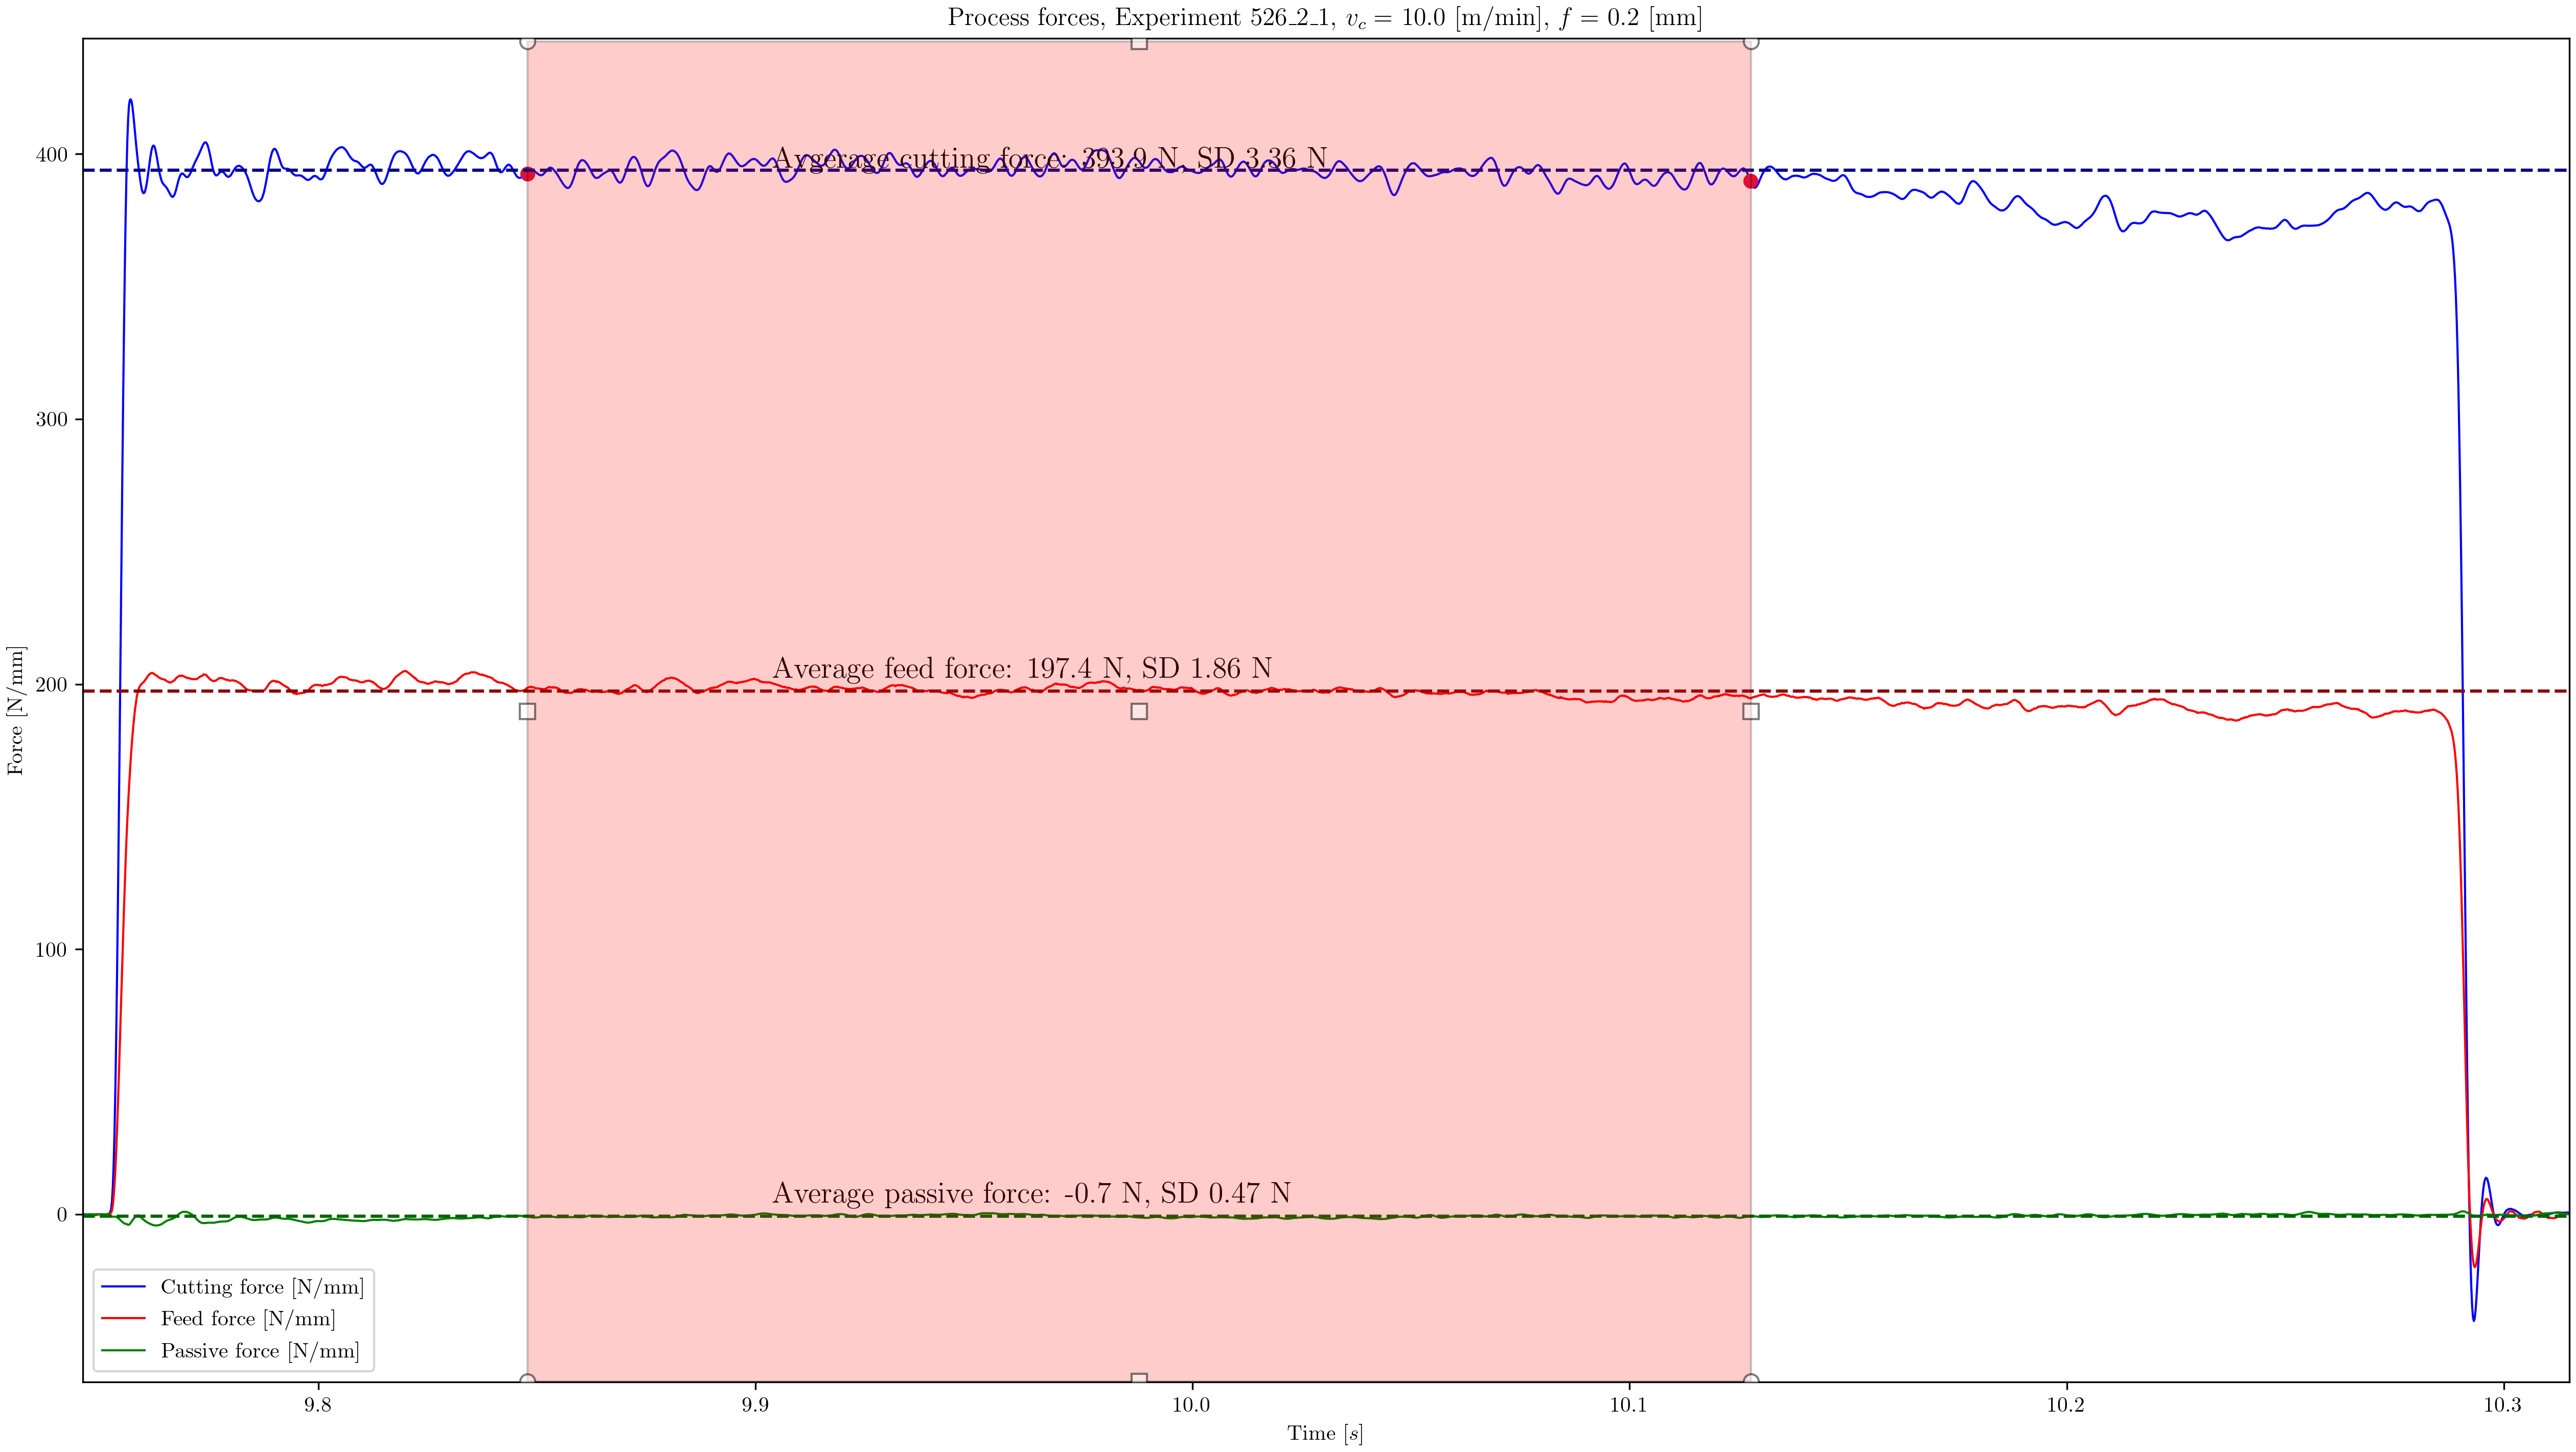 Process forces, Experiment 526_2_1, v_c = 10.0 [m/min], f = 0.2 [mm]
400
300
200
100
0
Force [N/mm]
Avgerage cutting force: 393.9 N, SD 3.36 N
Average feed force: 197.4 N, SD 1.86 N
Average passive force: -0.7 N, SD 0.47 N
Cutting force [N/mm]
Feed force [N/mm]
Passive force [N/mm]
9.8
9.9
10.0
10.1
10.2
10.3
Time [s]